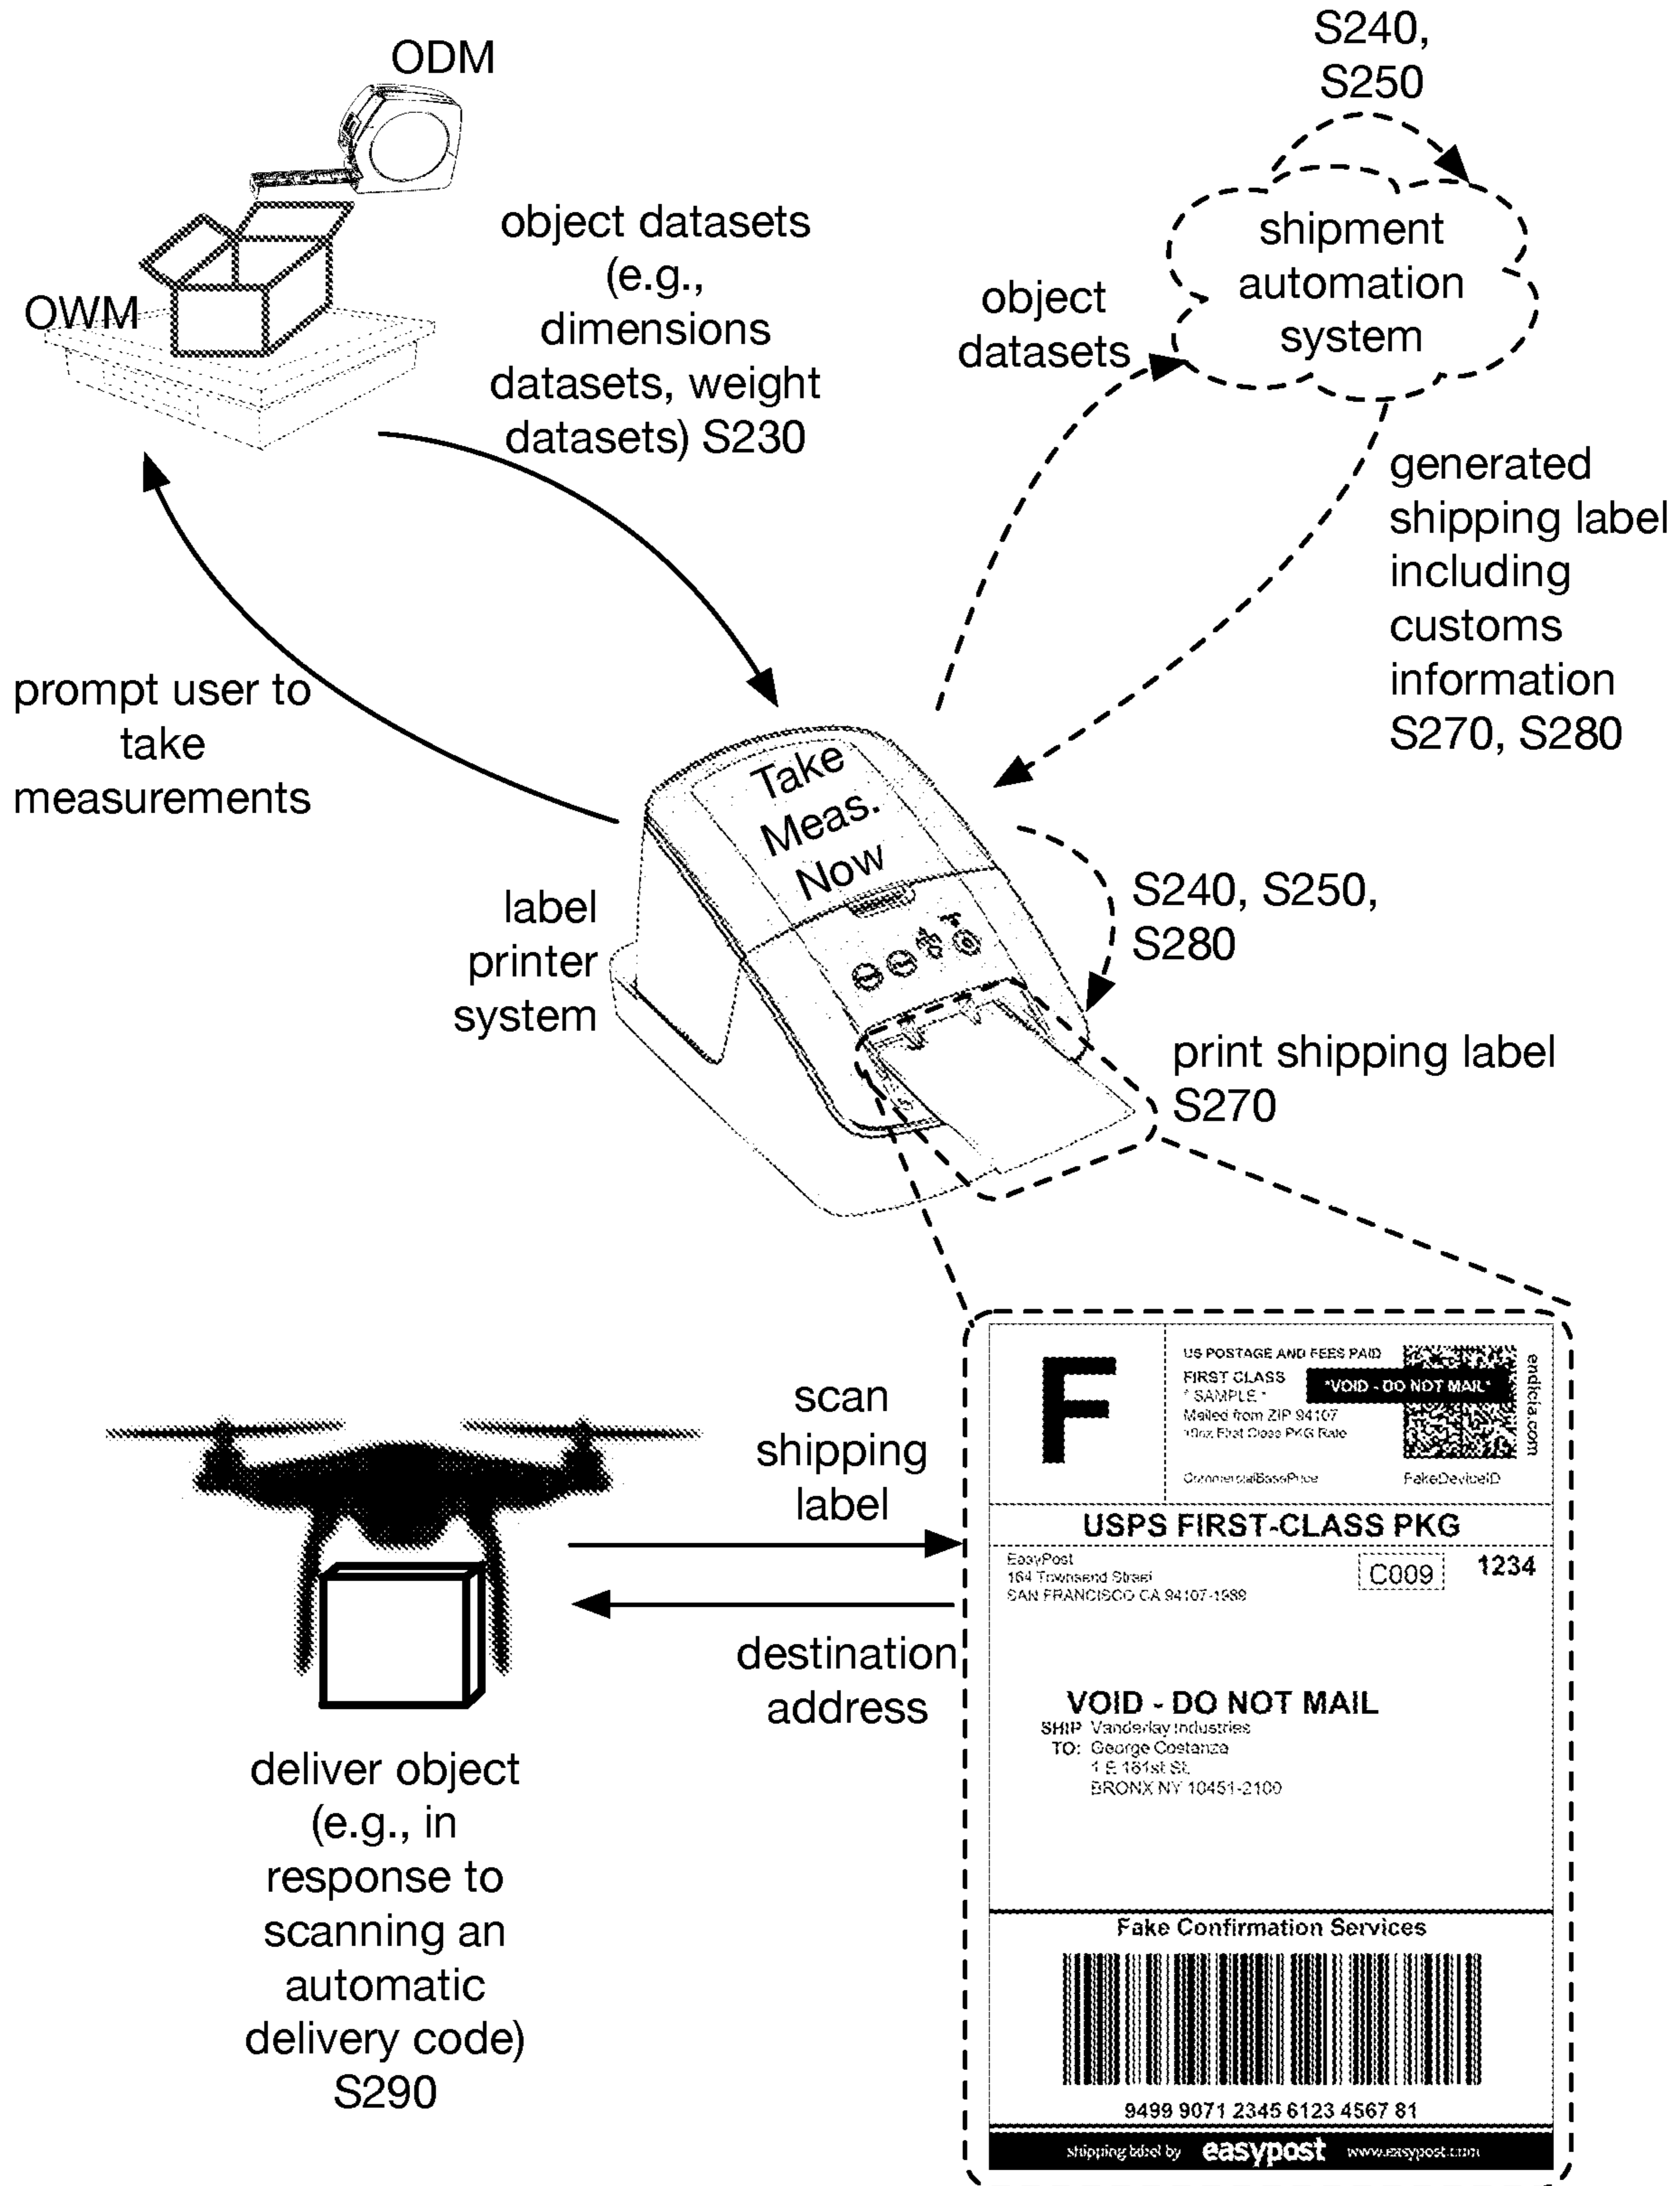 ODM
OWM
object datasets
(e.g.,
dimensions
datasets, weight
datasets) S230
S240,
S250
shipment
automation
system
object
datasets
generated
shipping label
including
customs
information
S270, S280
prompt user to
take
measurements
Take
Meas.
Now
label
printer
system
S240, S250,
S280
print shipping label
S270
scan
shipping
label
destination
address
deliver object
(e.g., in
response to
scanning an
automatic
delivery code)
S290
F
US POSTAGE AND FEES PAID
FIRST CLASS
* SAMPLE *
Mailed from ZIP 94107
First Class PKG Rate
CommercialBasePrice
*VOID - DO NOT MAIL*
FakeDeviceID
endicia.com
USPS FIRST-CLASS PKG
EasyPost
164 Townsend Street
SAN FRANCISCO CA 94107-1989
C009
1234
VOID - DO NOT MAIL
SHIP Vanderlay Industries
TO: George Costanza
1 E 161st St.
BRONX NY 10451-2100
Fake Confirmation Services
9499 9071 2345 6123 4567 81
shipping label by easypost www.easypost.com